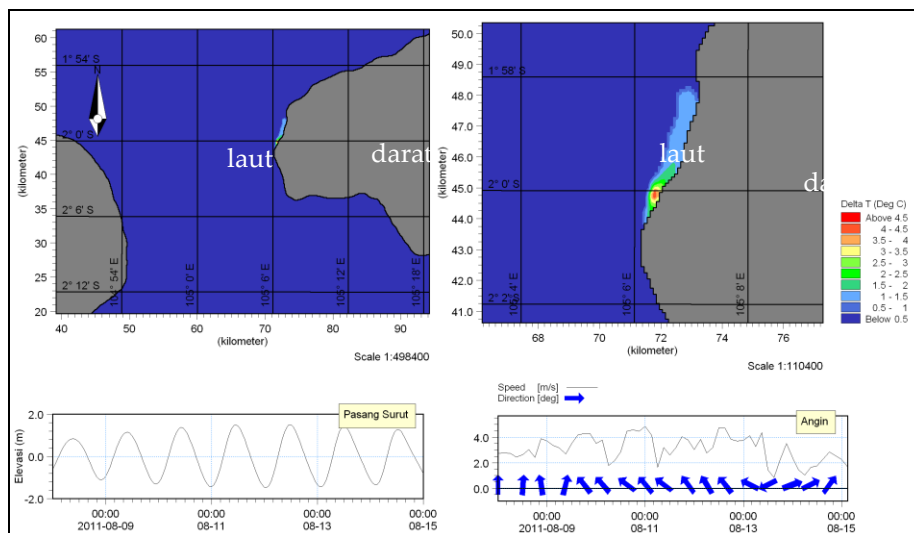 60
55
50
45
40
35
30
25
20
(kilometer)
1° 54' S
2° 0' S
2° 6' S
2° 12' S
N
laut
darat
104° 54' E
105° 0' E
105° 6' E
105° 12' E
105° 18' E
40 50 60 70 80 90
(kilometer)
Scale 1:498400
50.0
49.0
48.0
47.0
46.0
45.0
44.0
43.0
42.0
41.0
(kilometer)
1° 58' S
2° 0' S
2° 2' S
laut
da
105° 4' E
105° 6' E
105° 8' E
68 70 72 74 76
(kilometer)
Scale 1:110400
Delta T (Deg C)
Above 4.5
4 - 4.5
3.5 - 4
3 - 3.5
2.5 - 3
2 - 2.5
1.5 - 2
1 - 1.5
0.5 - 1
Below 0.5
Pasang Surut
Elevasi (m)
2.0
0.0
-2.0
00:00 00:00 00:00 00:00
2011-08-09 08-11 08-13 08-15
Speed [m/s]
Direction [deg]
Angin
4.0
2.0
0.0
00:00 00:00 00:00 00:00
2011-08-09 08-11 08-13 08-15